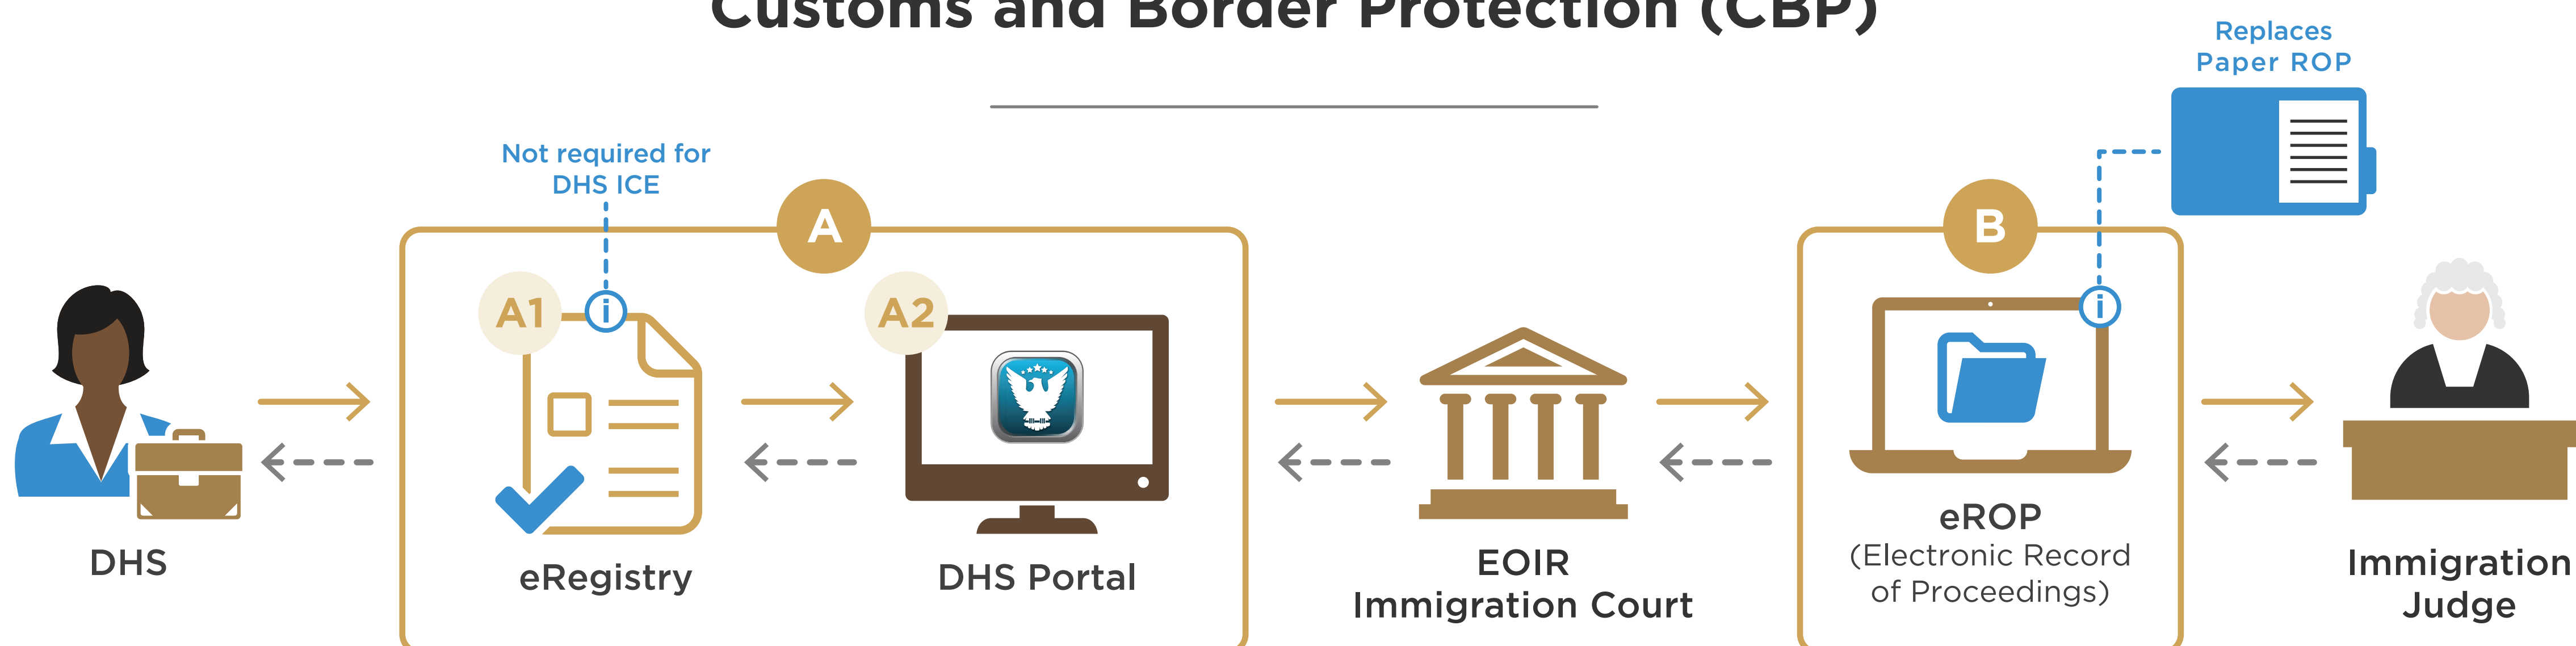 Customs and Border Protection (CBP)
Replaces
Paper ROP
Not required for
DHS ICE
A
B
A1
i
A2
i
DHS
eRegistry
DHS Portal
EOIR
Immigration Court
eROP
(Electronic Record
of Proceedings)
Immigration
Judge